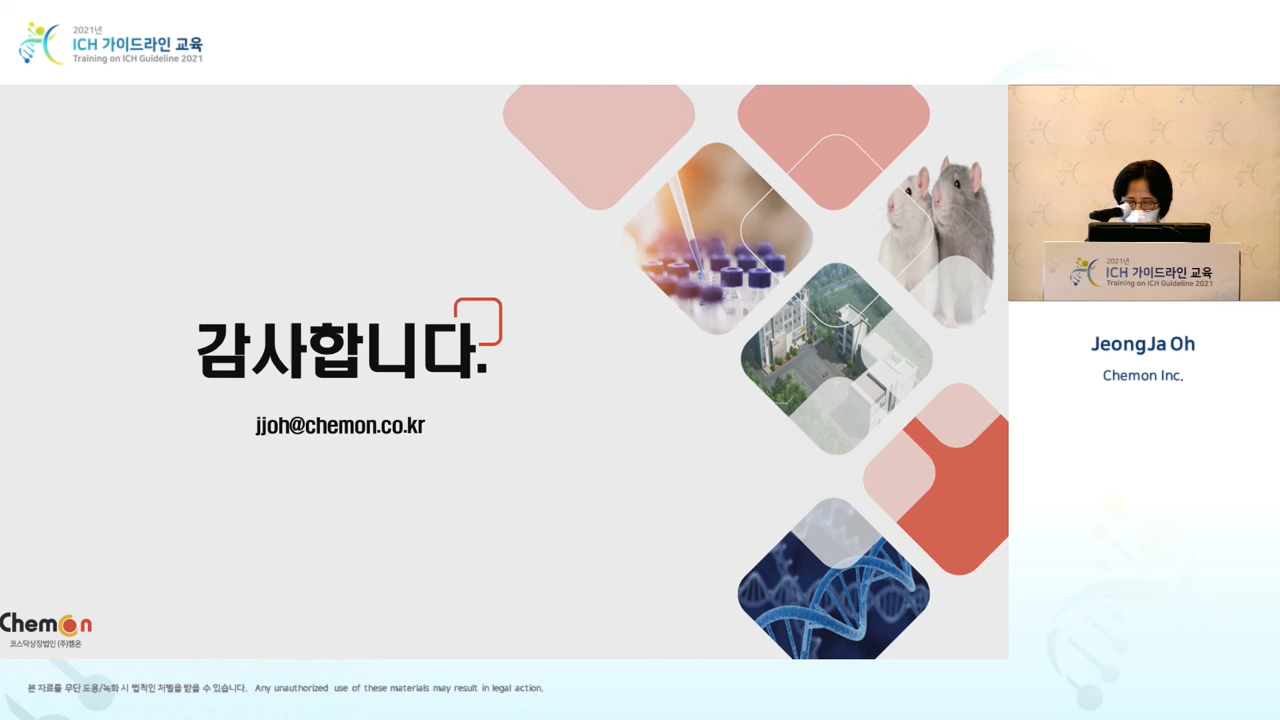 2021년
ICH 가이드라인 교육
Training on ICH Guideline 2021
감사합니다.
jjoh@chemon.co.kr
2021년
ICH 가이드라인 교육
Training on ICH Guideline 2021
JeongJa Oh
Chemon Inc.
Chemon
코스닥상장법인 (주)켐온
본 자료를 무단 도용/녹화 시 법적인 처벌을 받을 수 있습니다. Any unauthorized use of these materials may result in legal action.